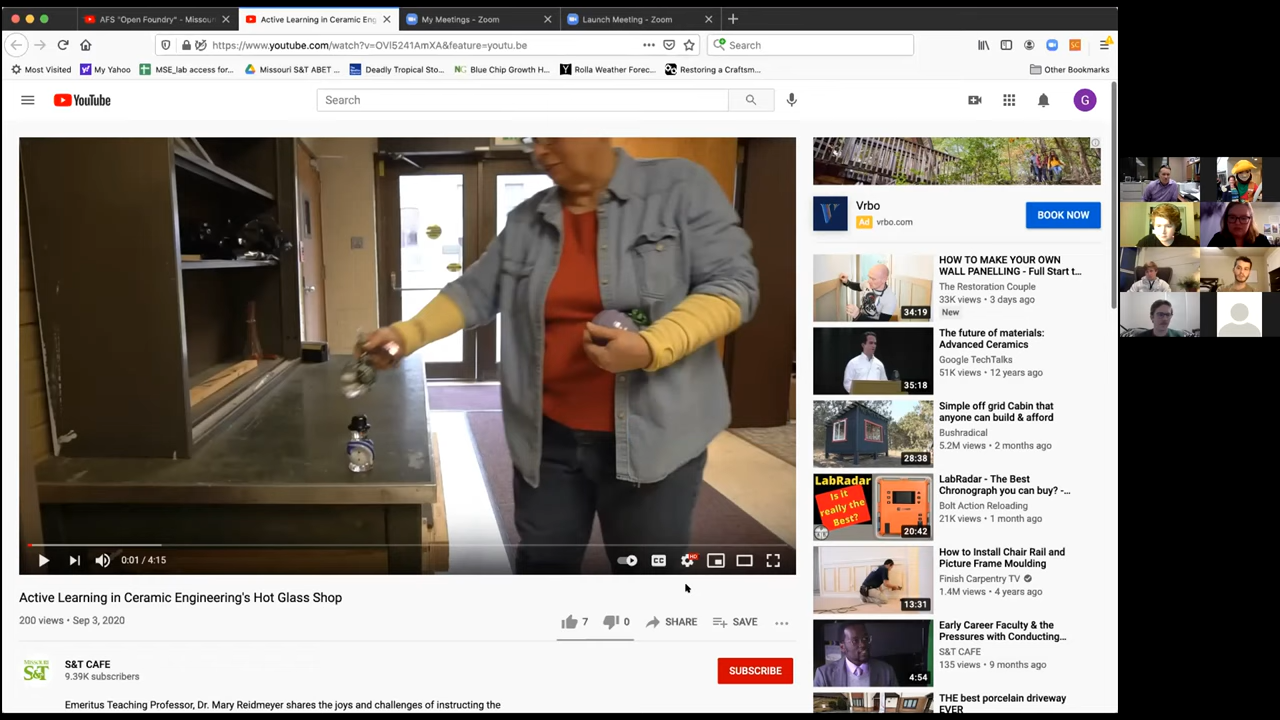 AFS "Open Foundry" - Missou
Active Learning in Ceramic Eng
My Meetings - Zoom
Launch Meeting - Zoom
https://www.youtube.com/watch?v=OVI5241AmXA&feature=youtu.be
Search
Most Visited
My Yahoo
MSE_lab access for...
Missouri S&T ABET ...
Deadly Tropical Sto...
NG Blue Chip Growth H...
Y Rolla Weather Forec...
Restoring a Craftsm...
Other Bookmarks
YouTube
Search
G
Vrbo
Ad vrbo.com
BOOK NOW
HOW TO MAKE YOUR OWN
WALL PANELLING - Full Start t...
The Restoration Couple
33K views • 3 days ago
New
34:19
The future of materials:
Advanced Ceramics
Google TechTalks
51K views • 12 years ago
35:18
Simple off grid Cabin that
anyone can build & afford
Bushradical
5.2M views • 2 months ago
28:38
LabRadar
Is it
really the
Best?
20:42
LabRadar - The Best
Chronograph you can buy? -...
Bolt Action Reloading
21K views • 1 month ago
How to Install Chair Rail and
Picture Frame Moulding
Finish Carpentry TV
1.4M views • 4 years ago
13:31
Early Career Faculty & the
Pressures with Conducting...
S&T CAFE
135 views • 9 months ago
4:54
THE best porcelain driveway
EVER
0:01 / 4:15
CC
HD
Active Learning in Ceramic Engineering's Hot Glass Shop
200 views • Sep 3, 2020
7
0
SHARE
SAVE
MISSOURI
S&T
S&T CAFE
9.39K subscribers
SUBSCRIBE
Emeritus Teaching Professor, Dr. Mary Reidmeyer shares the joys and challenges of instructing the